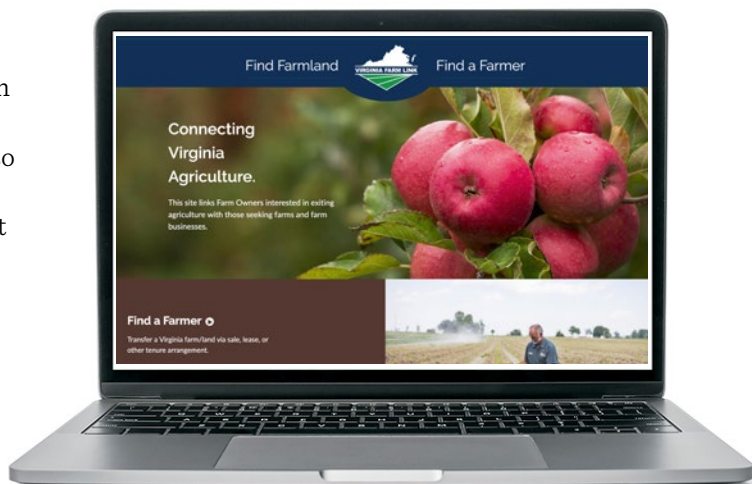 n
o
t
Find Farmland
VIRGINIA FARM LINK
Find a Farmer
Connecting
Virginia
Agriculture.
This site links Farm Owners interested in exiting
agriculture with those seeking farms and farm
businesses.
Find a Farmer
Transfer a Virginia farm/land via sale, lease, or
other tenure arrangement.